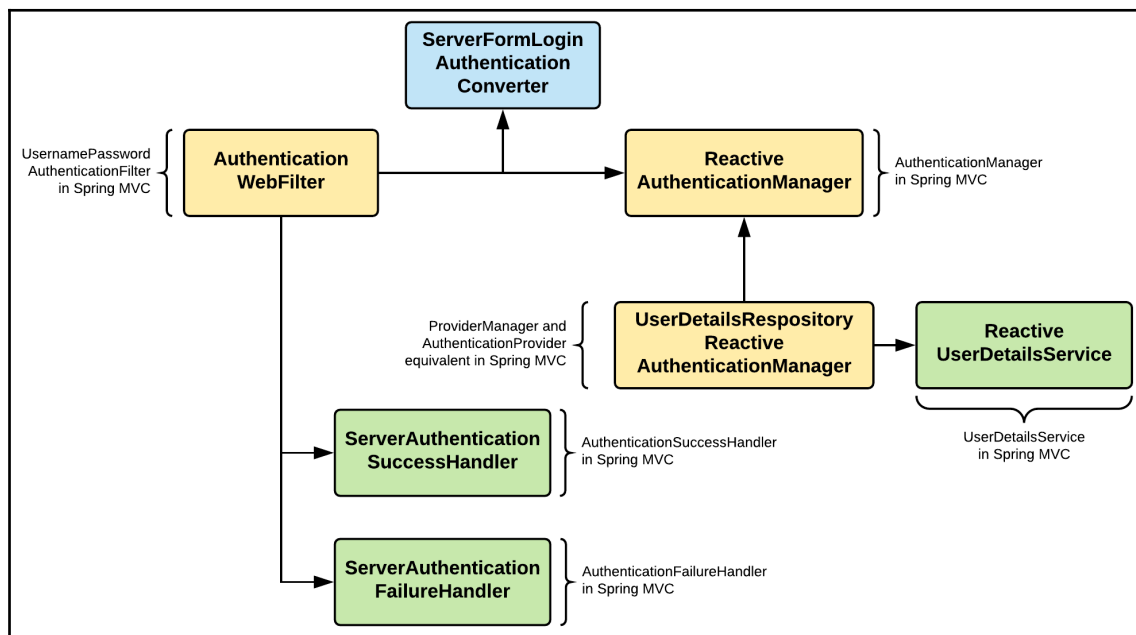 ServerFormLogin
Authentication
Converter
UsernamePassword
AuthenticationFilter
in Spring MVC
Authentication
WebFilter
Reactive
AuthenticationManager
AuthenticationManager
in Spring MVC
ProviderManager and
AuthenticationProvider
equivalent in Spring MVC
UserDetailsRespository
Reactive
AuthenticationManager
Reactive
UserDetailsService
UserDetailsService
in Spring MVC
ServerAuthentication
SuccessHandler
AuthenticationSuccessHandler
in Spring MVC
ServerAuthentication
FailureHandler
AuthenticationFailureHandler
in Spring MVC